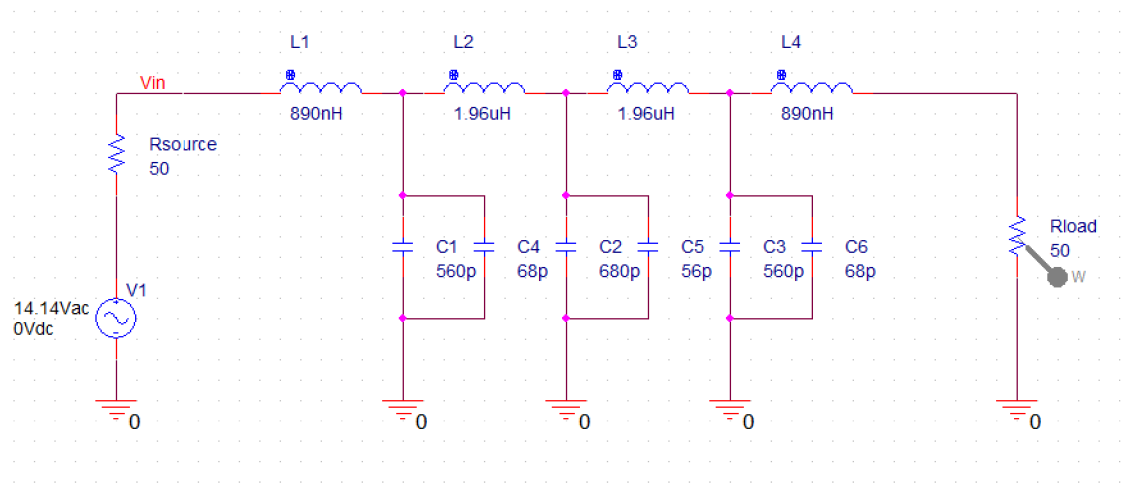 L1
L2
L3
L4
Vin
890nH
1.96uH
1.96uH
890nH
Rsource
50
Rload
50
W
C1
560p
C4
68p
C2
680p
C5
56p
C3
560p
C6
68p
V1
14.14Vac
0Vdc
+
-
0
0
0
0
0